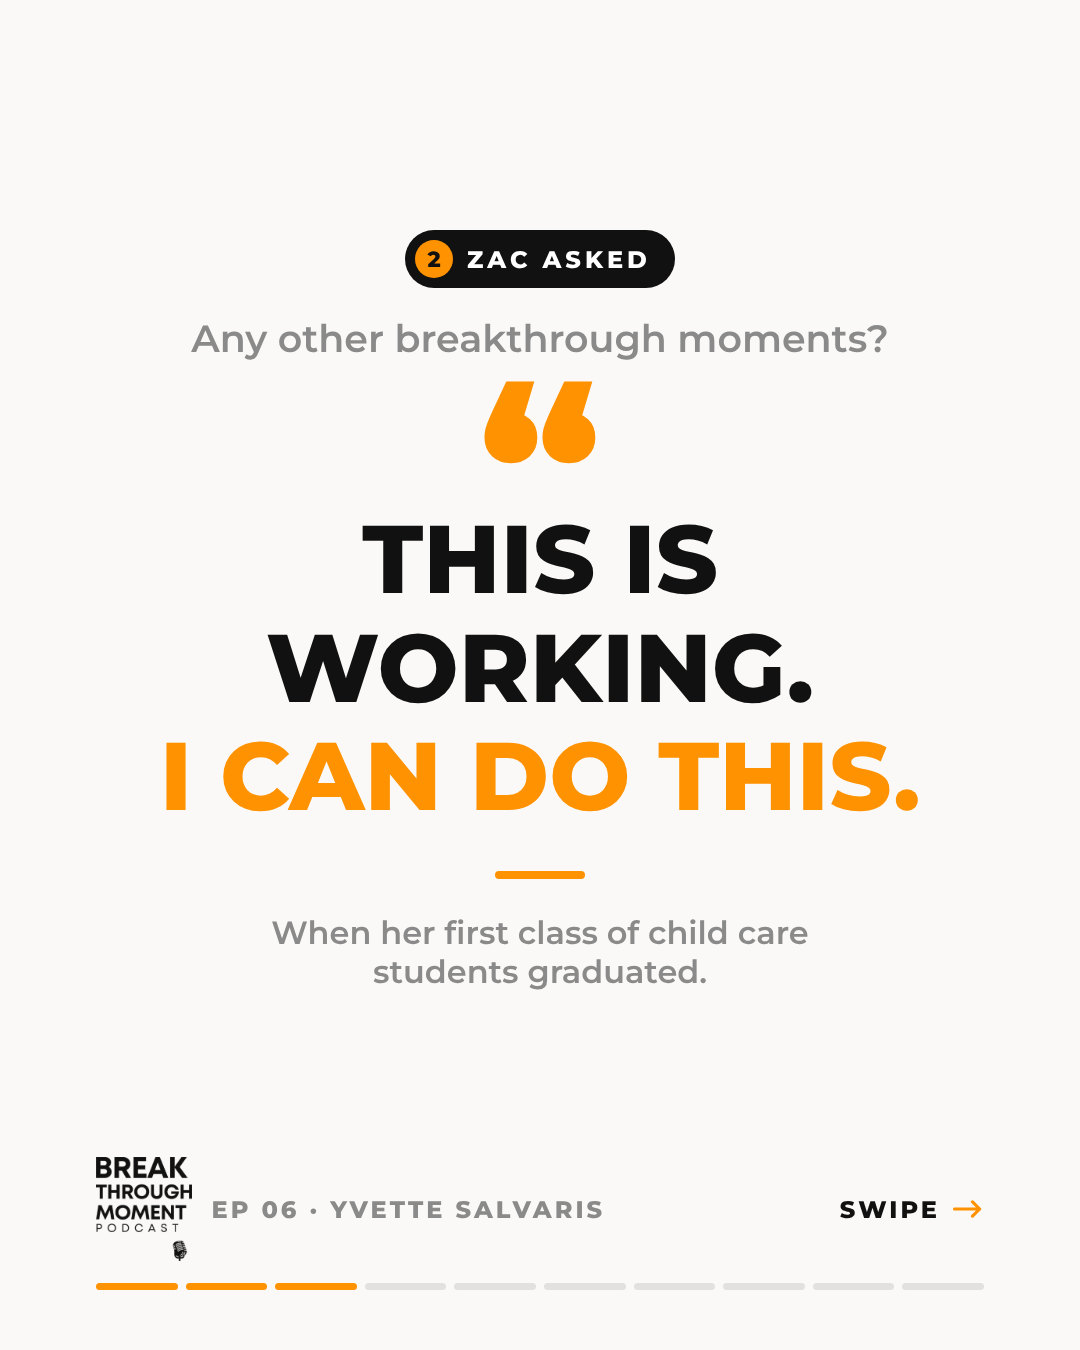 2 ZAC ASKED
Any other breakthrough moments?
“
THIS IS
WORKING.
I CAN DO THIS.
When her first class of child care
students graduated.
BREAK
THROUGH
MOMENT
PODCAST
EP 06 · YVETTE SALVARIS
SWIPE →